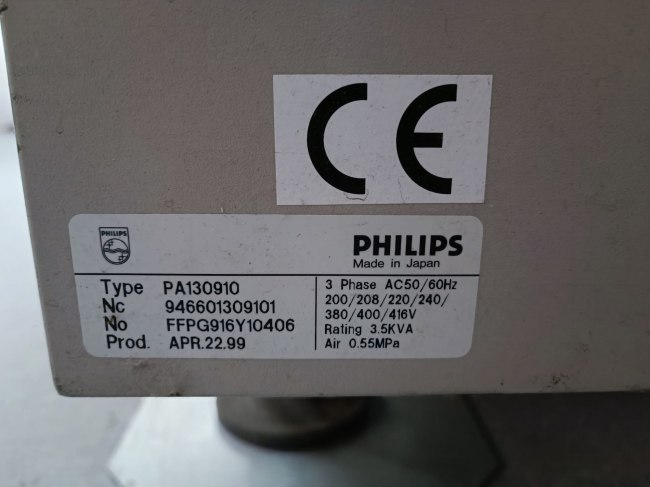 CE
PHILIPS
PHILIPS
Made in Japan
Type PA130910
Nc 946601309101
No FFPG916Y10406
Prod. APR.22.99
3 Phase AC50/60Hz
200/208/220/240/
380/400/416V
Rating 3.5KVA
Air 0.55MPa